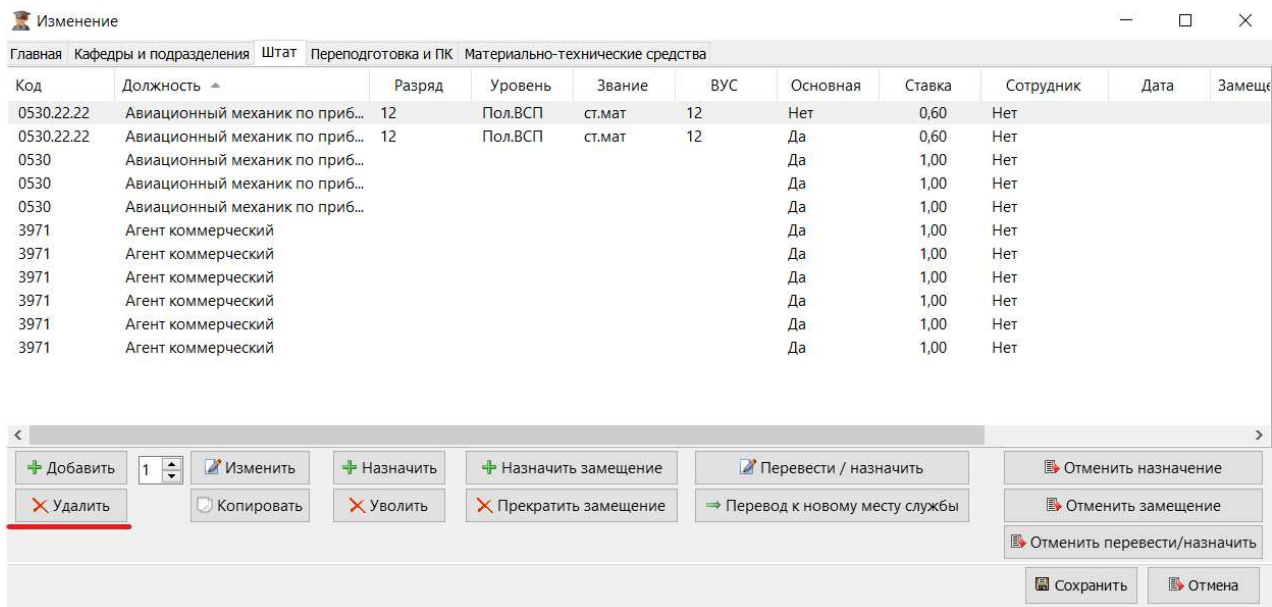 Изменение
Главная Кафедры и подразделения Штат Переподготовка и ПК Материально-технические средства
Код Должность Разряд Уровень Звание ВУС Основная Ставка Сотрудник Дата Замеще
0530.22.22 Авиационный механик по приб... 12 Пол.ВСП ст.мат 12 Нет 0,60 Нет
0530.22.22 Авиационный механик по приб... 12 Пол.ВСП ст.мат 12 Да 0,60 Нет
0530 Авиационный механик по приб... Да 1,00 Нет
0530 Авиационный механик по приб... Да 1,00 Нет
0530 Авиационный механик по приб... Да 1,00 Нет
3971 Агент коммерческий Да 1,00 Нет
3971 Агент коммерческий Да 1,00 Нет
3971 Агент коммерческий Да 1,00 Нет
3971 Агент коммерческий Да 1,00 Нет
3971 Агент коммерческий Да 1,00 Нет
3971 Агент коммерческий Да 1,00 Нет
Добавить 1 Изменить Назначить Назначить замещение Перевести / назначить Отменить назначение
Удалить Копировать Уволить Прекратить замещение Перевод к новому месту службы Отменить замещение
Отменить перевести/назначить
Сохранить Отмена